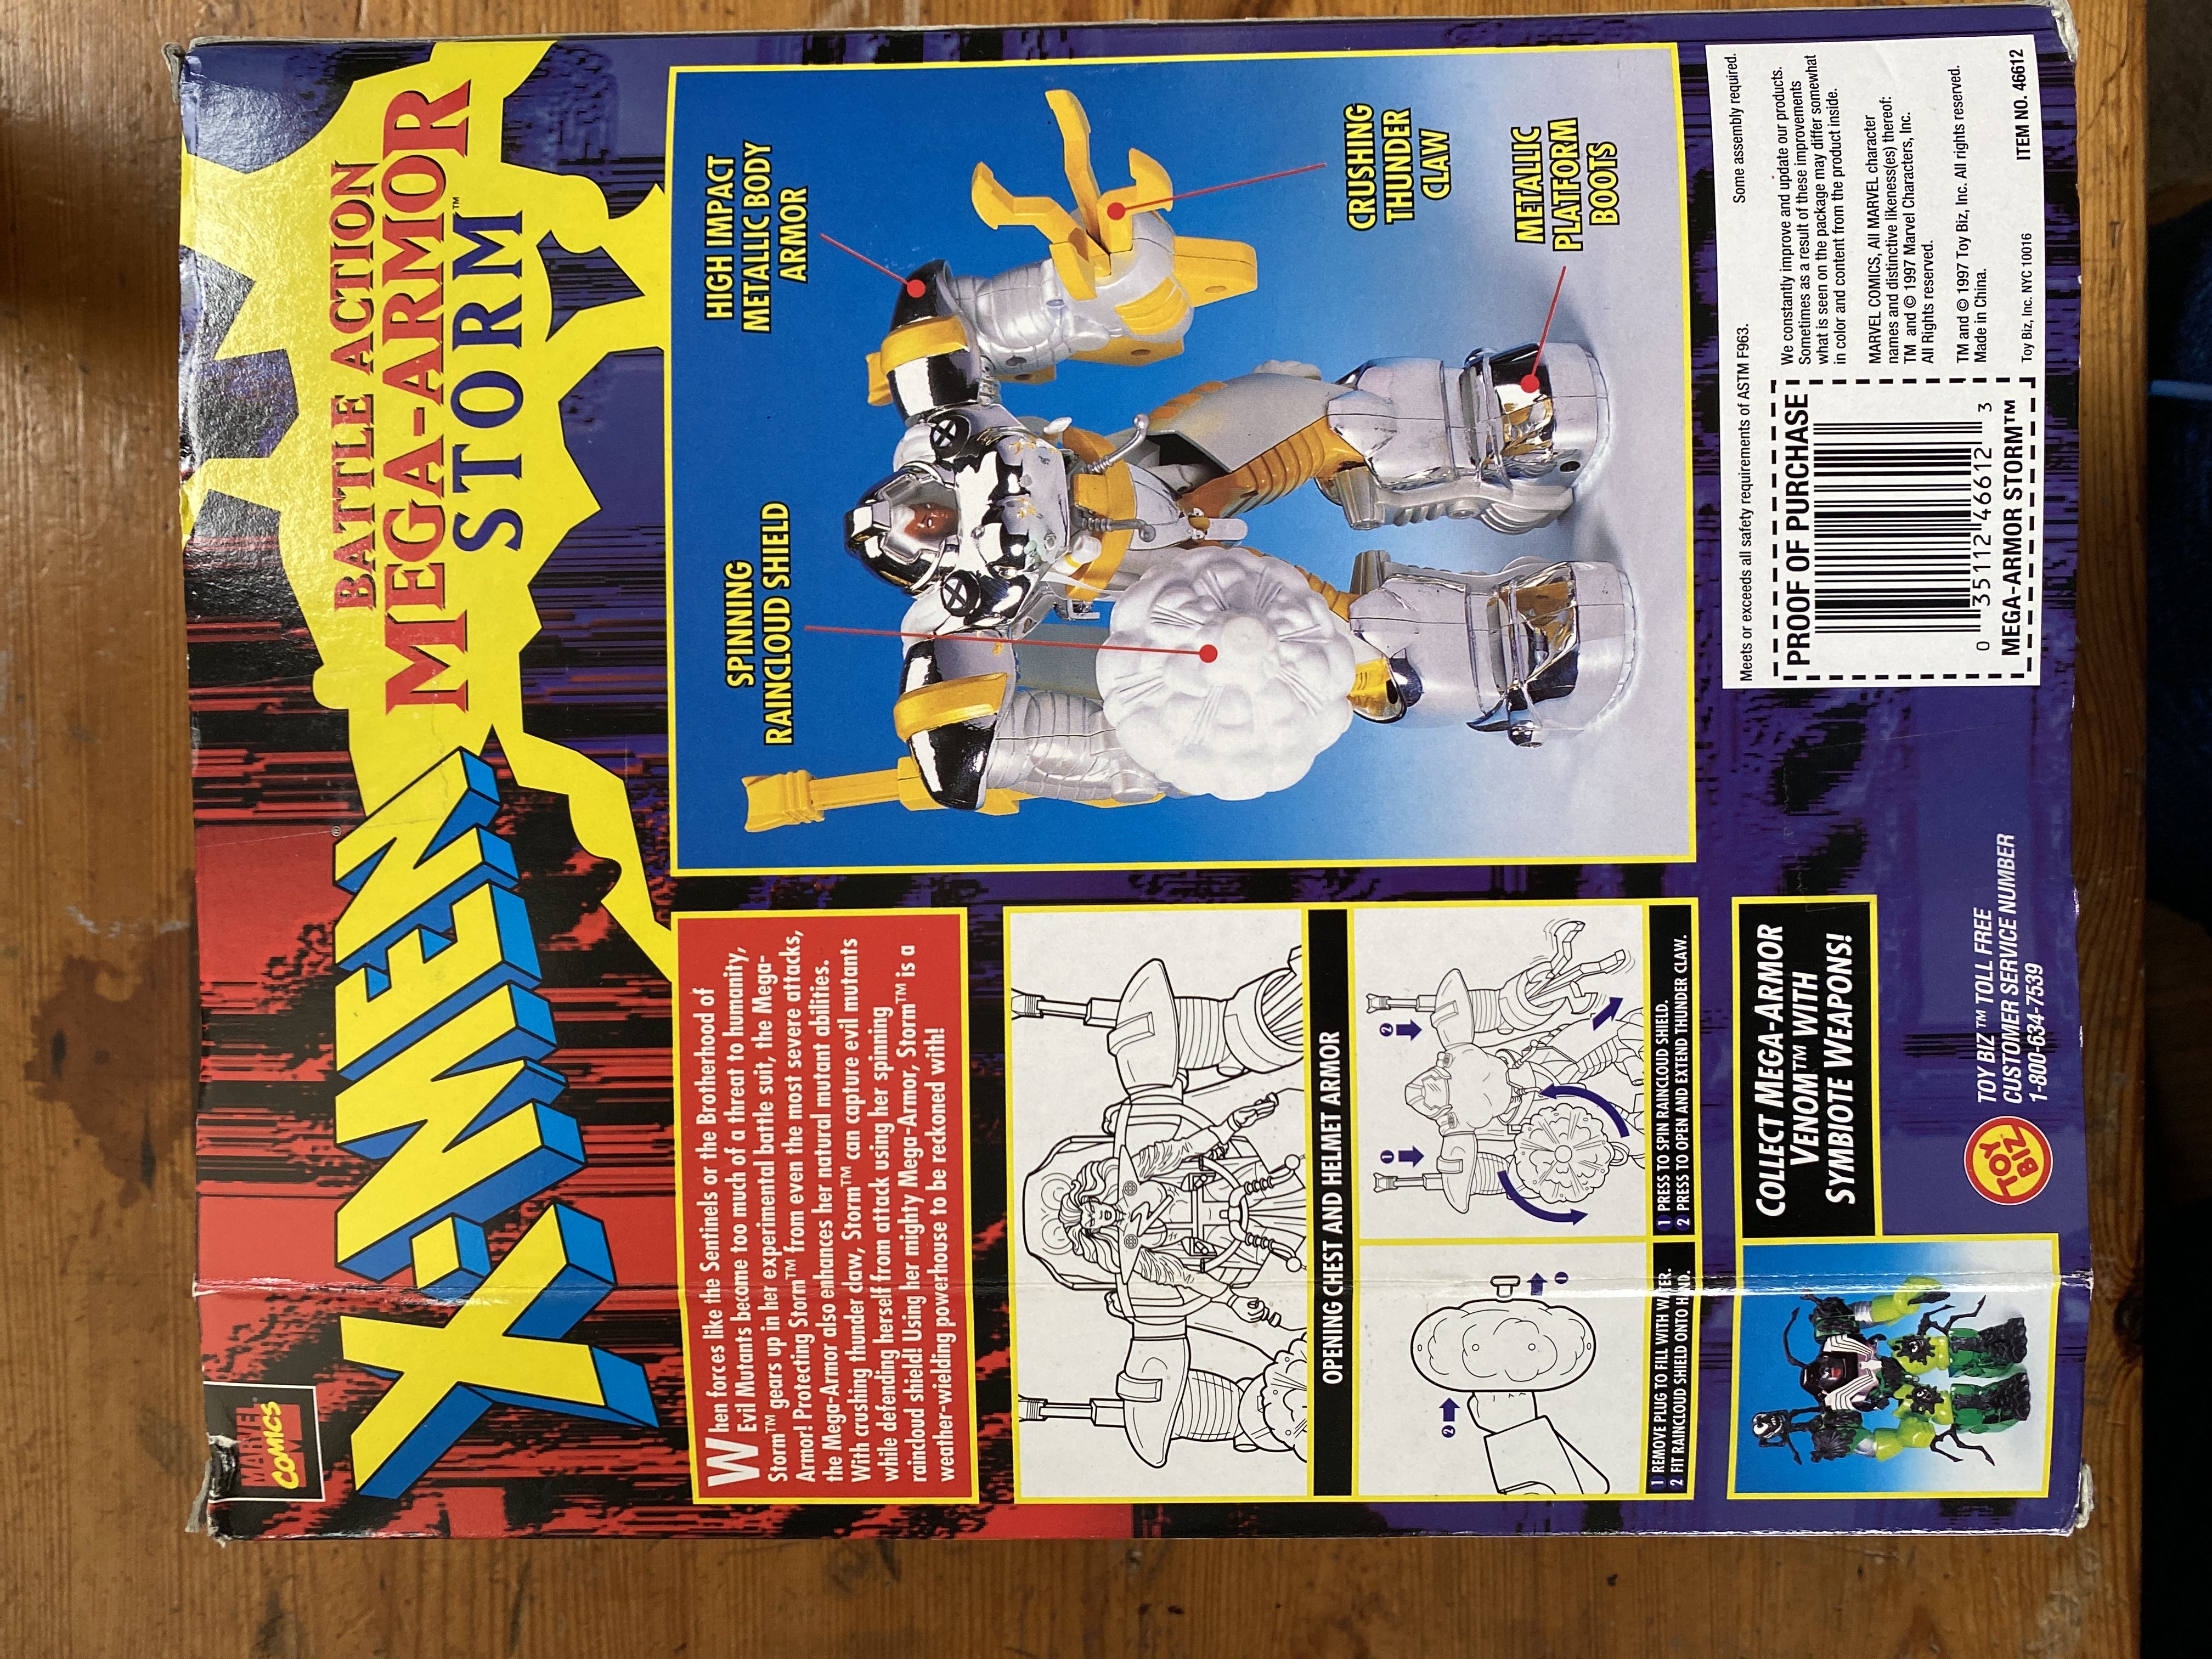 MARVEL
COMICS
X-MEN®
BATTLE ACTION
MEGA-ARMOR
STORM™
When forces like the Sentinels or the Brotherhood of
Evil Mutants become too much of a threat to humanity,
Storm™ gears up in her experimental battle suit, the Mega-
Armor! Protecting Storm™ from even the most severe attacks,
the Mega-Armor also enhances her natural mutant abilities.
With crushing thunder claw, Storm™ can capture evil mutants
while defending herself from attack using her spinning
raincloud shield! Using her mighty Mega-Armor, Storm™ is a
weather-wielding powerhouse to be reckoned with!
OPENING CHEST AND HELMET ARMOR
2
1
1 REMOVE PLUG TO FILL WITH WATER.
2 FIT RAINCLOUD SHIELD ONTO HAND.
1
2
1 PRESS TO SPIN RAINCLOUD SHIELD.
2 PRESS TO OPEN AND EXTEND THUNDER CLAW.
SPINNING
RAINCLOUD SHIELD
HIGH IMPACT
METALLIC BODY
ARMOR
CRUSHING
THUNDER
CLAW
METALLIC
PLATFORM
BOOTS
COLLECT MEGA-ARMOR
VENOM™ WITH
SYMBIOTE WEAPONS!
TOY
BIZ
TOY BIZ™ TOLL FREE
CUSTOMER SERVICE NUMBER
1-800-634-7539
Meets or exceeds all safety requirements of ASTM F963.
Some assembly required.
PROOF OF PURCHASE
0 35112 46612 3
MEGA-ARMOR STORM™
We constantly improve and update our products.
Sometimes as a result of these improvements
what is seen on the package may differ somewhat
in color and content from the product inside.
MARVEL COMICS, All MARVEL character
names and distinctive likeness(es) thereof:
TM and © 1997 Marvel Characters, Inc.
All Rights reserved.
TM and © 1997 Toy Biz, Inc. All rights reserved.
Made in China.
Toy Biz, Inc. NYC 10016
ITEM NO. 46612